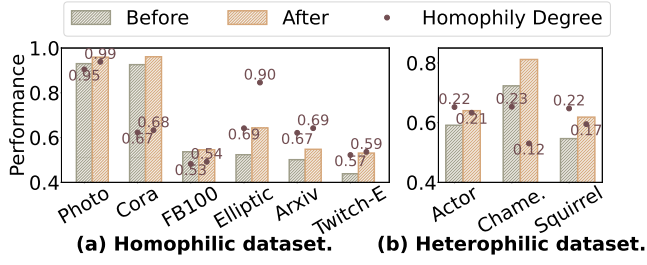 Before After Homophily Degree
Performance
1.0
0.8
0.6
0.4
0.95 0.99
0.67 0.68
0.53 0.54
0.69 0.90
0.67 0.69
0.57 0.59
Photo Cora FB100 Elliptic Arxiv Twitch-E
(a) Homophilic dataset.
0.8
0.6
0.4
0.22 0.21
0.23 0.12
0.22 0.17
Actor Chame. Squirrel
(b) Heterophilic dataset.